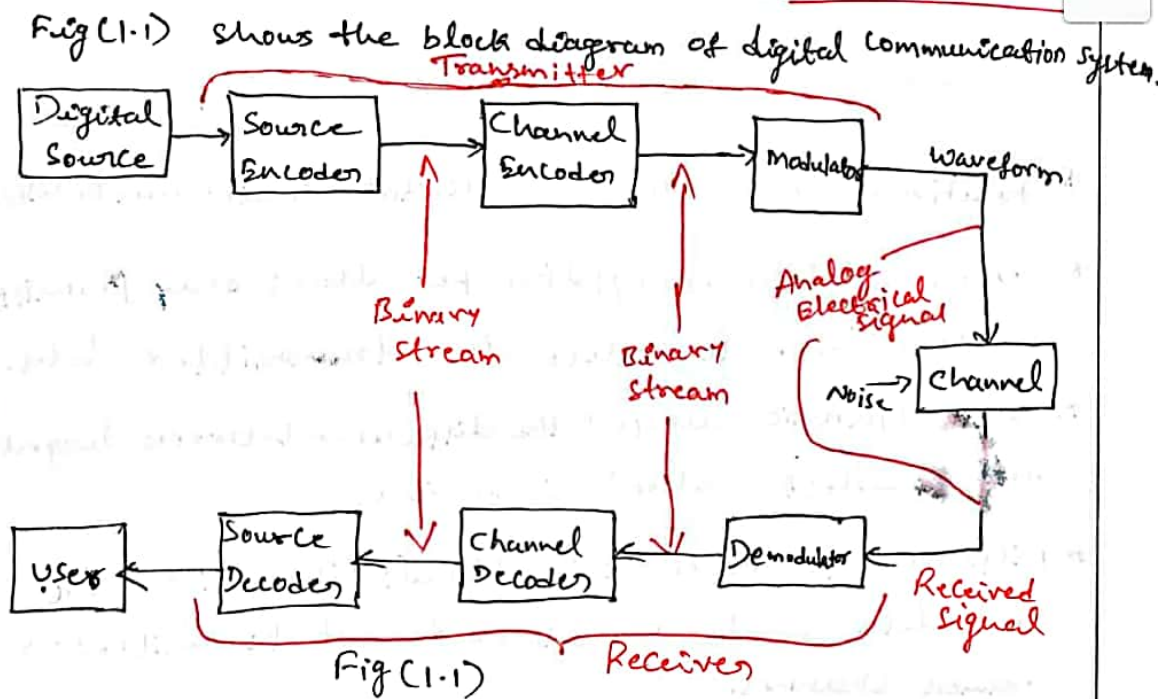 Fig (1.1) shows the block diagram of digital communication system.
Transmitter
Digital
Source
Source
Encoder
Channel
Encoder
Modulator
waveform
Analog
Electrical
signal
Binary
stream
Binary
stream
Noise
Channel
User
Source
Decoder
Channel
Decoder
Demodulator
Received
signal
Fig (1.1)
Receiver